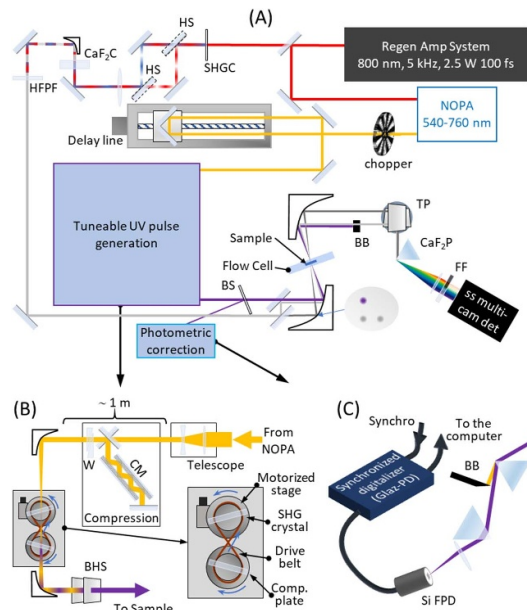 (A)
HS
CaF₂C
HS
SHGC
HFPF
Regen Amp System
800 nm, 5 kHz, 2.5 W 100 fs
NOPA
540-760 nm
Delay line
chopper
Tuneable UV pulse
generation
TP
Sample
BB
CaF₂P
Flow Cell
FF
BS
ss multi-
cam det
Photometric
correction
(B)
~ 1 m
From
NOPA
W
CM
Telescope
Compression
Motorized
stage
SHG
crystal
Drive
belt
Comp.
plate
BHS
To Sample
(C)
Synchro
To the
computer
BB
Synchronized
digitalizer
(Glaz-PD)
Si FPD